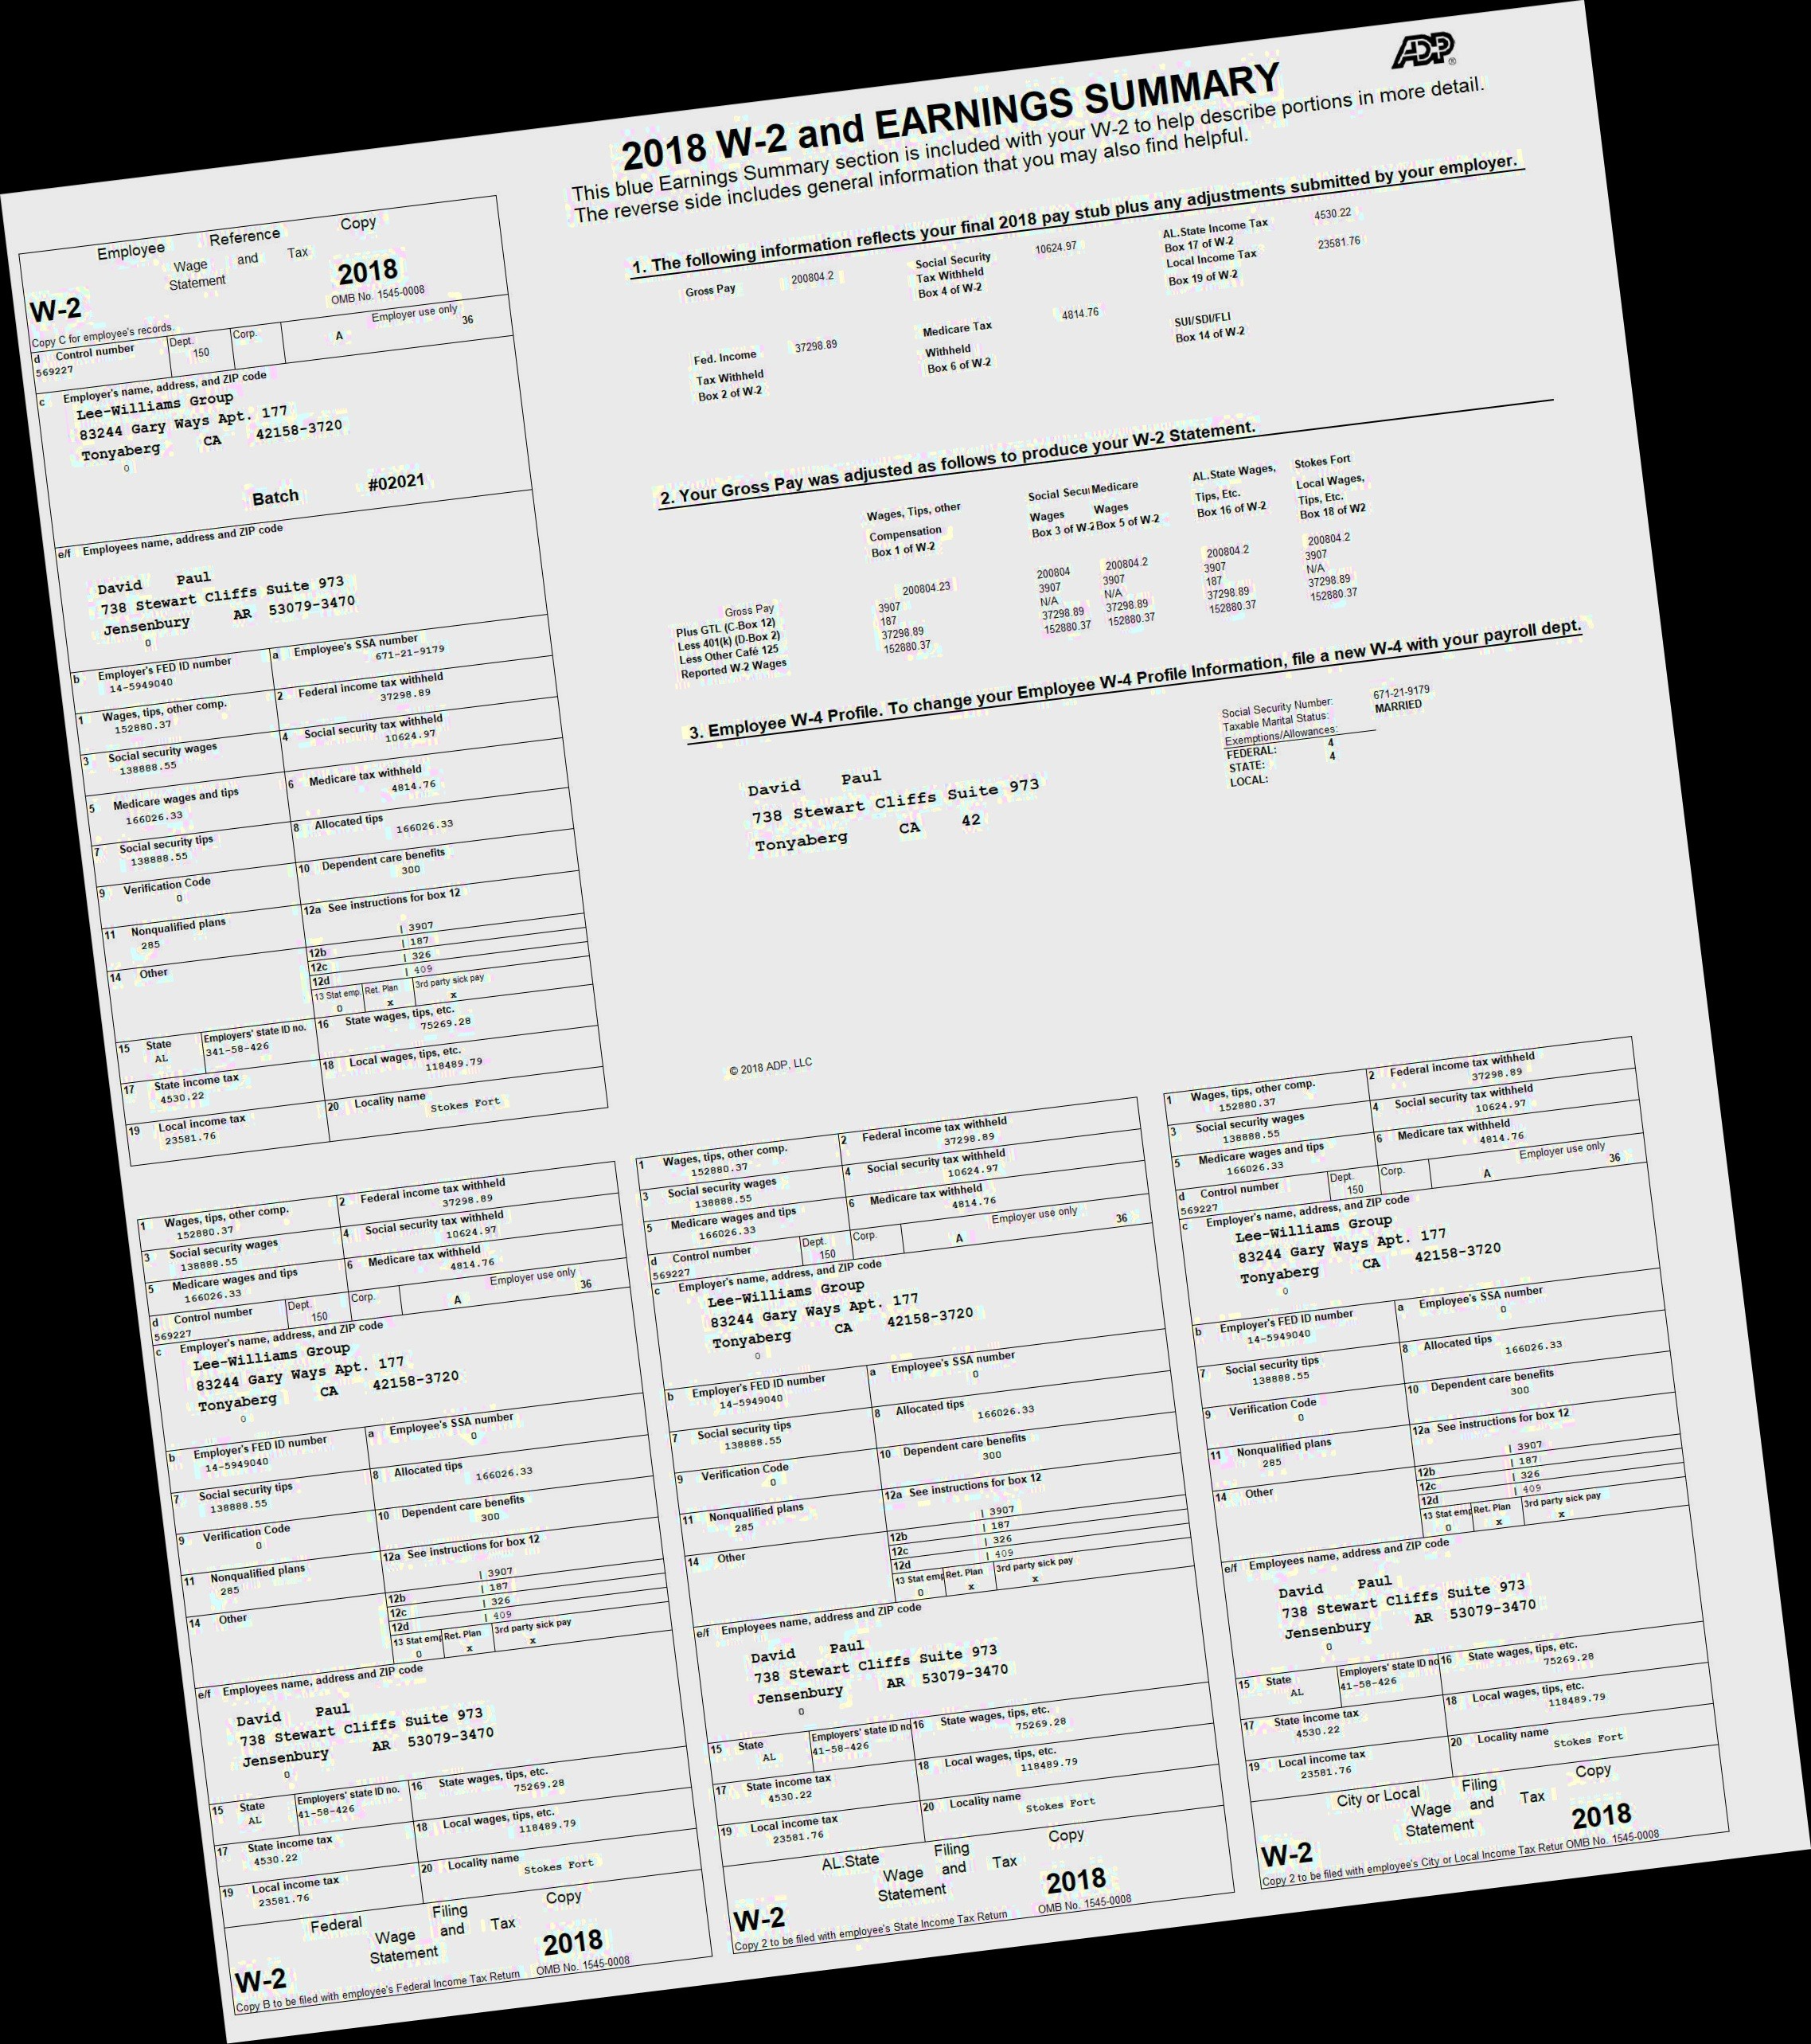 ADP®
2018 W-2 and EARNINGS SUMMARY
This blue Earnings Summary section is included with your W-2 to help describe portions in more detail.
The reverse side includes general information that you may also find helpful.
Employee Reference Copy
Wage and Tax
Statement
W-2
2018
OMB No. 1545-0008
Copy C for employee's records.
d Control number
569227
Dept.
150
Corp.
A
Employer use only
36
c Employer's name, address, and ZIP code
Lee-Williams Group
83244 Gary Ways Apt. 177
Tonyaberg CA 42158-3720
0
Batch #02021
e/f Employees name, address and ZIP code
David Paul
738 Stewart Cliffs Suite 973
Jensenbury AR 53079-3470
0
b Employer's FED ID number
14-5949040
a Employee's SSA number
671-21-9179
1 Wages, tips, other comp.
152880.37
2 Federal income tax withheld
37298.89
3 Social security wages
138888.55
4 Social security tax withheld
10624.97
5 Medicare wages and tips
166026.33
6 Medicare tax withheld
4814.76
7 Social security tips
138888.55
8 Allocated tips
166026.33
9 Verification Code
0
10 Dependent care benefits
300
11 Nonqualified plans
285
12a See instructions for box 12
| 3907
12b | 187
12c | 326
12d | 409
14 Other
13 Stat emp.
0
Ret. Plan
x
3rd party sick pay
x
15 State
AL
Employers' state ID no.
341-58-426
16 State wages, tips, etc.
75269.28
17 State income tax
4530.22
18 Local wages, tips, etc.
118489.79
19 Local income tax
23581.76
20 Locality name
Stokes Fort
1. The following information reflects your final 2018 pay stub plus any adjustments submitted by your employer.
Gross Pay 200804.2
Social Security
Tax Withheld
Box 4 of W-2
10624.97
AL.State Income Tax
Box 17 of W-2
4530.22
Local Income Tax
Box 19 of W-2
23581.76
Fed. Income
Tax Withheld
Box 2 of W-2
37298.89
Medicare Tax
Withheld
Box 6 of W-2
4814.76
SUI/SDI/FLI
Box 14 of W-2
2. Your Gross Pay was adjusted as follows to produce your W-2 Statement.
Wages, Tips, other
Compensation
Box 1 of W-2
Social Secu
Wages
Box 3 of W-2
Medicare
Wages
Box 5 of W-2
AL.State Wages,
Tips, Etc.
Box 16 of W-2
Stokes Fort
Local Wages,
Tips, Etc.
Box 18 of W2
Gross Pay 200804.23 200804 200804.2 200804.2 200804.2
Plus GTL (C-Box 12) 3907 3907 3907 3907 3907
Less 401(k) (D-Box 2) 187 N/A N/A 187 N/A
Less Other Café 125 37298.89 37298.89 37298.89 37298.89 37298.89
Reported W-2 Wages 152880.37 152880.37 152880.37 152880.37 152880.37
3. Employee W-4 Profile. To change your Employee W-4 Profile Information, file a new W-4 with your payroll dept.
David Paul
738 Stewart Cliffs Suite 973
Tonyaberg CA 42
Social Security Number: 671-21-9179
Taxable Marital Status: MARRIED
Exemptions/Allowances:
FEDERAL: 4
STATE: 4
LOCAL:
© 2018 ADP, LLC
1 Wages, tips, other comp.
152880.37
2 Federal income tax withheld
37298.89
3 Social security wages
138888.55
4 Social security tax withheld
10624.97
5 Medicare wages and tips
166026.33
6 Medicare tax withheld
4814.76
d Control number
569227
Dept.
150
Corp.
A
Employer use only
36
c Employer's name, address, and ZIP code
Lee-Williams Group
83244 Gary Ways Apt. 177
Tonyaberg CA 42158-3720
0
b Employer's FED ID number
14-5949040
a Employee's SSA number
0
7 Social security tips
138888.55
8 Allocated tips
166026.33
9 Verification Code
0
10 Dependent care benefits
300
11 Nonqualified plans
285
12a See instructions for box 12
| 3907
12b | 187
12c | 326
12d | 409
14 Other
13 Stat emp
0
Ret. Plan
x
3rd party sick pay
x
e/f Employees name, address and ZIP code
David Paul
738 Stewart Cliffs Suite 973
Jensenbury AR 53079-3470
0
15 State
AL
Employers' state ID no.
41-58-426
16 State wages, tips, etc.
75269.28
17 State income tax
4530.22
18 Local wages, tips, etc.
118489.79
19 Local income tax
23581.76
20 Locality name
Stokes Fort
Federal Filing Copy
Wage and Tax
Statement
W-2
2018
Copy B to be filed with employee's Federal Income Tax Return OMB No. 1545-0008
1 Wages, tips, other comp.
152880.37
2 Federal income tax withheld
37298.89
3 Social security wages
138888.55
4 Social security tax withheld
10624.97
5 Medicare wages and tips
166026.33
6 Medicare tax withheld
4814.76
d Control number
569227
Dept.
150
Corp.
A
Employer use only
36
c Employer's name, address, and ZIP code
Lee-Williams Group
83244 Gary Ways Apt. 177
Tonyaberg CA 42158-3720
0
b Employer's FED ID number
14-5949040
a Employee's SSA number
0
7 Social security tips
138888.55
8 Allocated tips
166026.33
9 Verification Code
0
10 Dependent care benefits
300
11 Nonqualified plans
285
12a See instructions for box 12
| 3907
12b | 187
12c | 326
12d | 409
14 Other
13 Stat emp
0
Ret. Plan
x
3rd party sick pay
x
e/f Employees name, address and ZIP code
David Paul
738 Stewart Cliffs Suite 973
Jensenbury AR 53079-3470
0
15 State
AL
Employers' state ID no
41-58-426
16 State wages, tips, etc.
75269.28
17 State income tax
4530.22
18 Local wages, tips, etc.
118489.79
19 Local income tax
23581.76
20 Locality name
Stokes Fort
AL.State Filing Copy
Wage and Tax
Statement
W-2
2018
Copy 2 to be filed with employee's State Income Tax Return OMB No. 1545-0008
1 Wages, tips, other comp.
152880.37
2 Federal income tax withheld
37298.89
3 Social security wages
138888.55
4 Social security tax withheld
10624.97
5 Medicare wages and tips
166026.33
6 Medicare tax withheld
4814.76
d Control number
569227
Dept.
150
Corp.
A
Employer use only
36
c Employer's name, address, and ZIP code
Lee-Williams Group
83244 Gary Ways Apt. 177
Tonyaberg CA 42158-3720
0
b Employer's FED ID number
14-5949040
a Employee's SSA number
0
7 Social security tips
138888.55
8 Allocated tips
166026.33
9 Verification Code
0
10 Dependent care benefits
300
11 Nonqualified plans
285
12a See instructions for box 12
| 3907
12b | 187
12c | 326
12d | 409
14 Other
13 Stat emp
0
Ret. Plan
x
3rd party sick pay
x
e/f Employees name, address and ZIP code
David Paul
738 Stewart Cliffs Suite 973
Jensenbury AR 53079-3470
0
15 State
AL
Employers' state ID no
41-58-426
16 State wages, tips, etc.
75269.28
17 State income tax
4530.22
18 Local wages, tips, etc.
118489.79
19 Local income tax
23581.76
20 Locality name
Stokes Fort
City or Local Filing Copy
Wage and Tax
Statement
W-2
2018
Copy 2 to be filed with employee's City or Local Income Tax Retur OMB No. 1545-0008